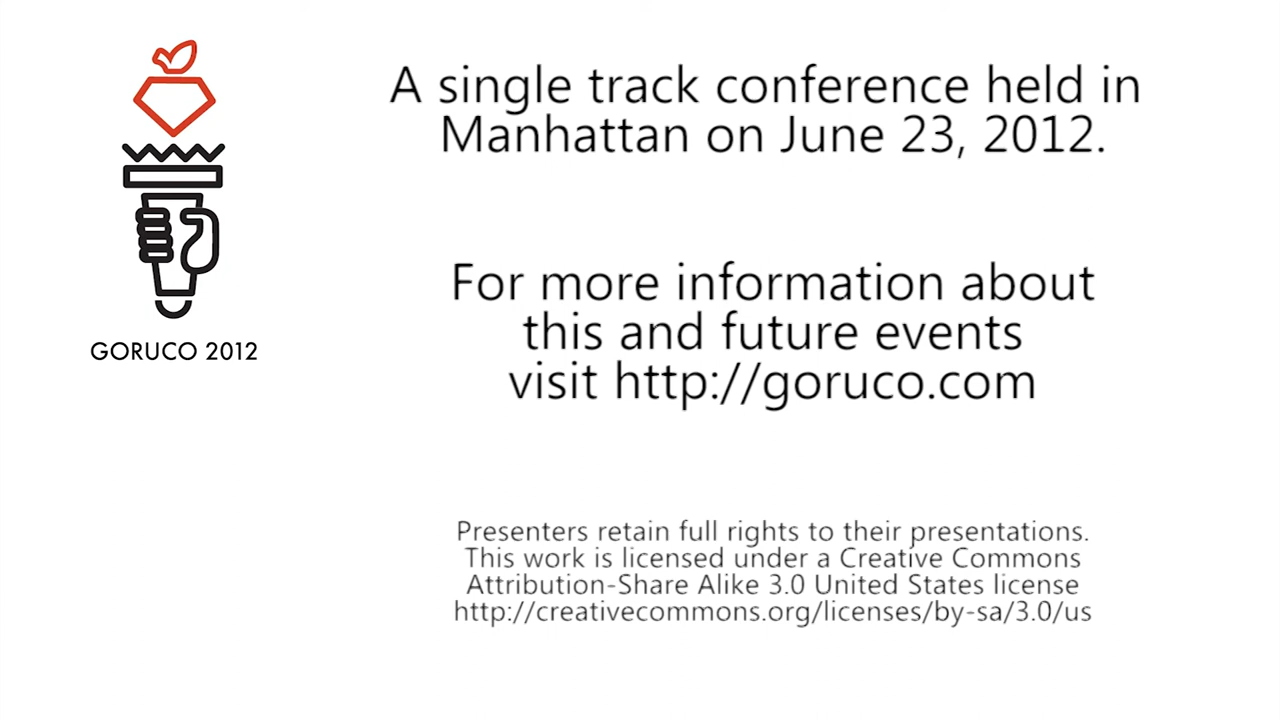 A single track conference held in
Manhattan on June 23, 2012.
For more information about
this and future events
visit http://goruco.com
GORUCO 2012
Presenters retain full rights to their presentations.
This work is licensed under a Creative Commons
Attribution-Share Alike 3.0 United States license
http://creativecommons.org/licenses/by-sa/3.0/us